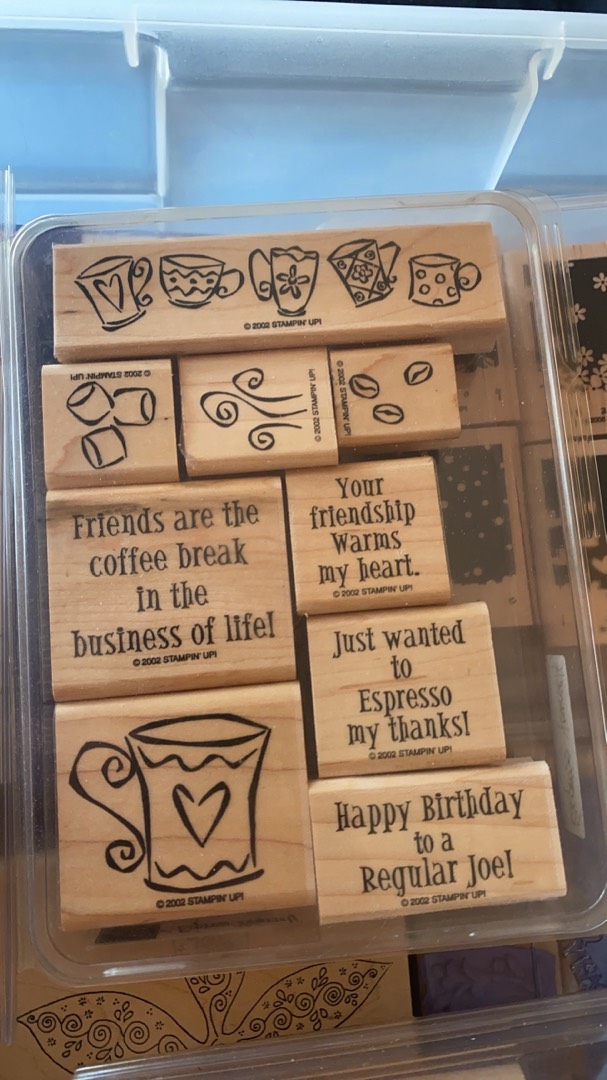 © 2002 STAMPIN' UP!
© 2002 STAMPIN' UP!
© 2002 STAMPIN' UP!
© 2002 STAMPIN' UP!
Friends are the
coffee break
in the
business of life!
© 2002 STAMPIN' UP!
Your
friendship
warms
my heart.
© 2002 STAMPIN' UP!
Just wanted
to
Espresso
my thanks!
© 2002 STAMPIN' UP!
© 2002 STAMPIN' UP!
Happy Birthday
to a
Regular Joe!
© 2002 STAMPIN' UP!